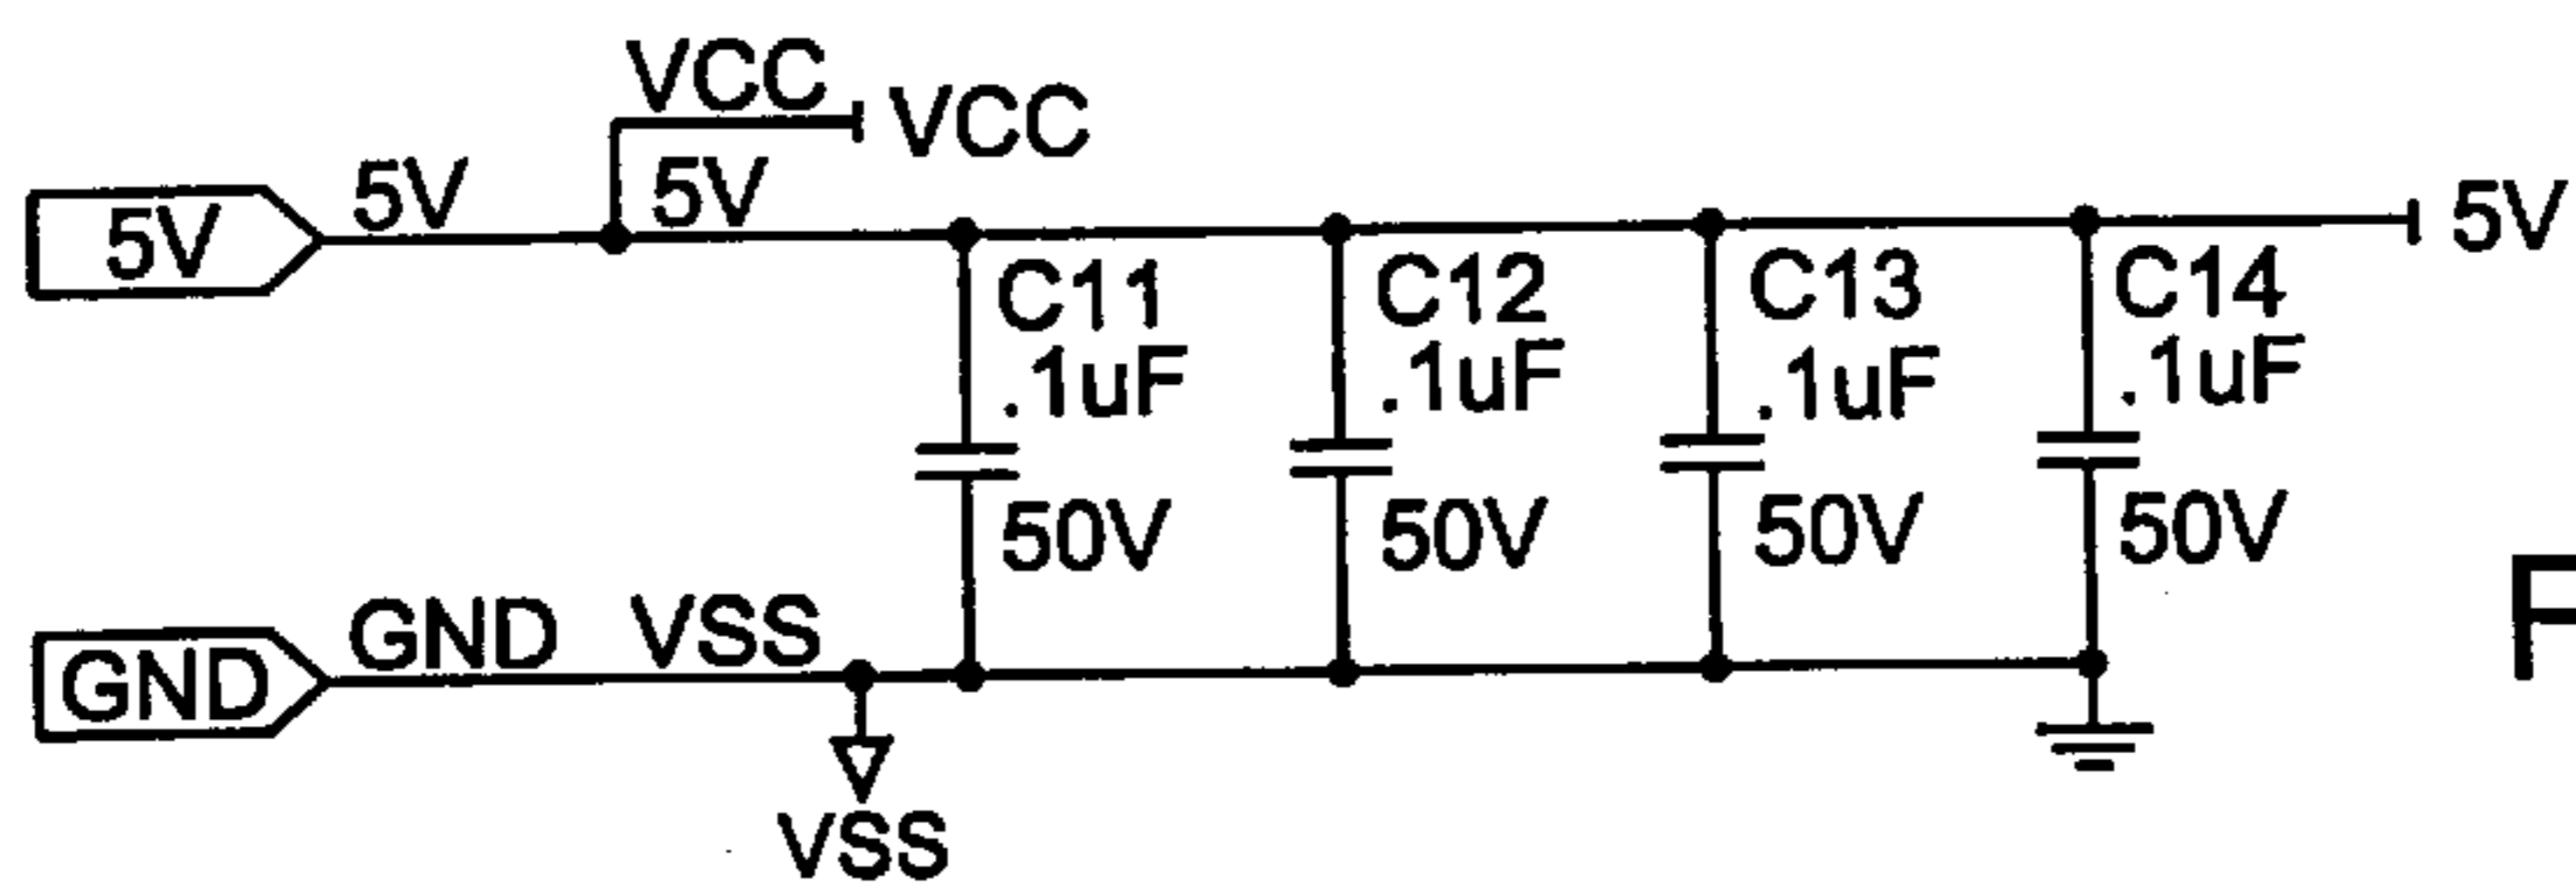 VCC
VCC
5V
5V
5V
5V
C11
.1uF
50V
C12
.1uF
50V
C13
.1uF
50V
C14
.1uF
50V
F
GND
GND
VSS
VSS